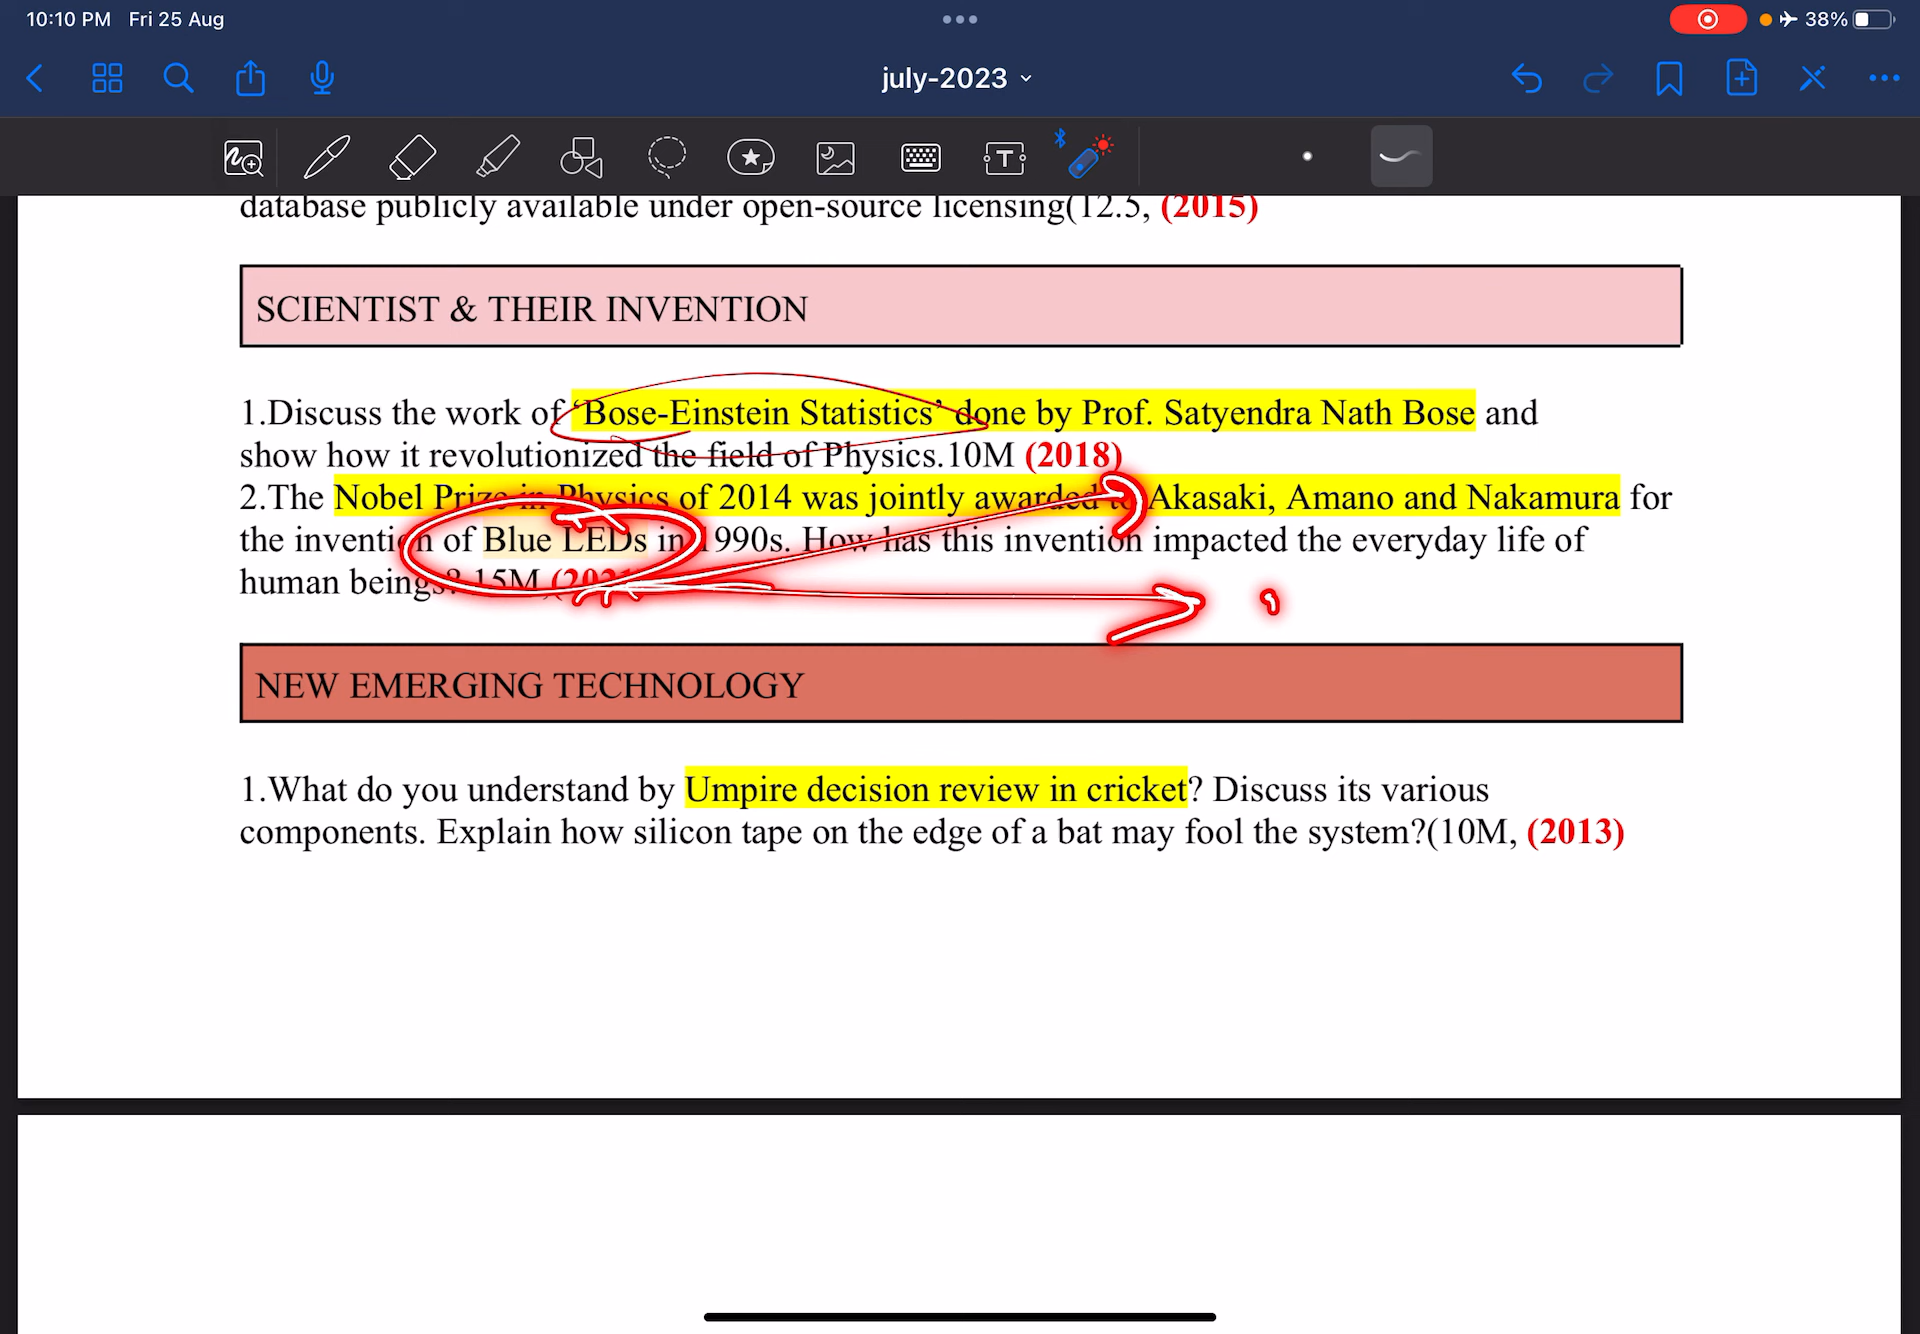 10:10 PM Fri 25 Aug
38%
july-2023
T
database publicly available under open-source licensing(12.5, (2015)
SCIENTIST & THEIR INVENTION
1.Discuss the work of ‘Bose-Einstein Statistics’ done by Prof. Satyendra Nath Bose and
show how it revolutionized the field of Physics.10M (2018)
2.The Nobel Prize in Physics of 2014 was jointly awarded to Akasaki, Amano and Nakamura for
the invention of Blue LEDs in 1990s. How has this invention impacted the everyday life of
human beings? 15M,
NEW EMERGING TECHNOLOGY
1.What do you understand by Umpire decision review in cricket? Discuss its various
components. Explain how silicon tape on the edge of a bat may fool the system?(10M, (2013)